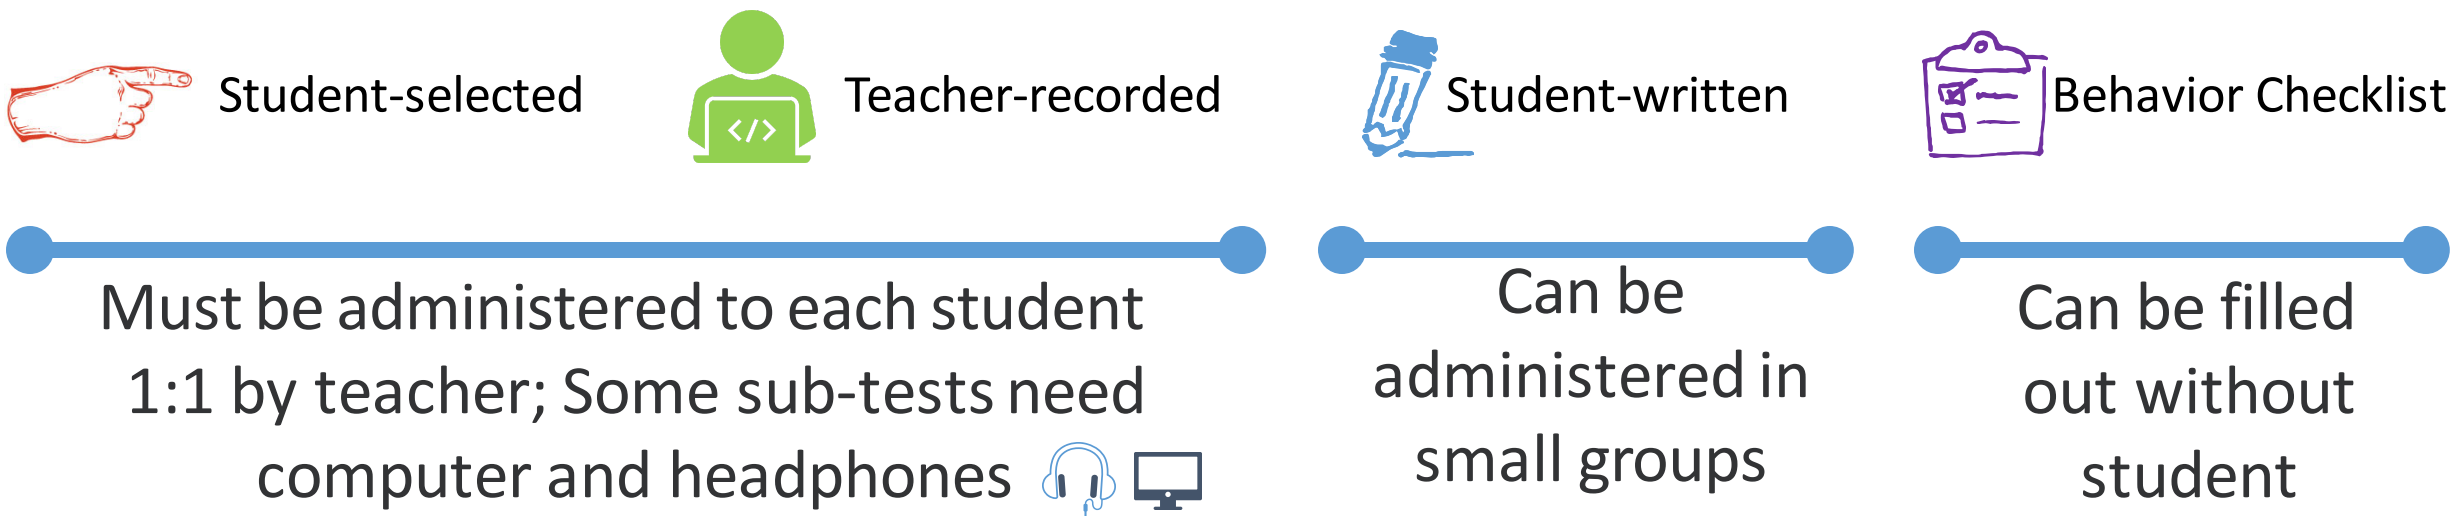 Student-selected
Teacher-recorded
Student-written
Behavior Checklist
</>
Must be administered to each student
1:1 by teacher; Some sub-tests need
computer and headphones
Can be
administered in
small groups
Can be filled
out without
student